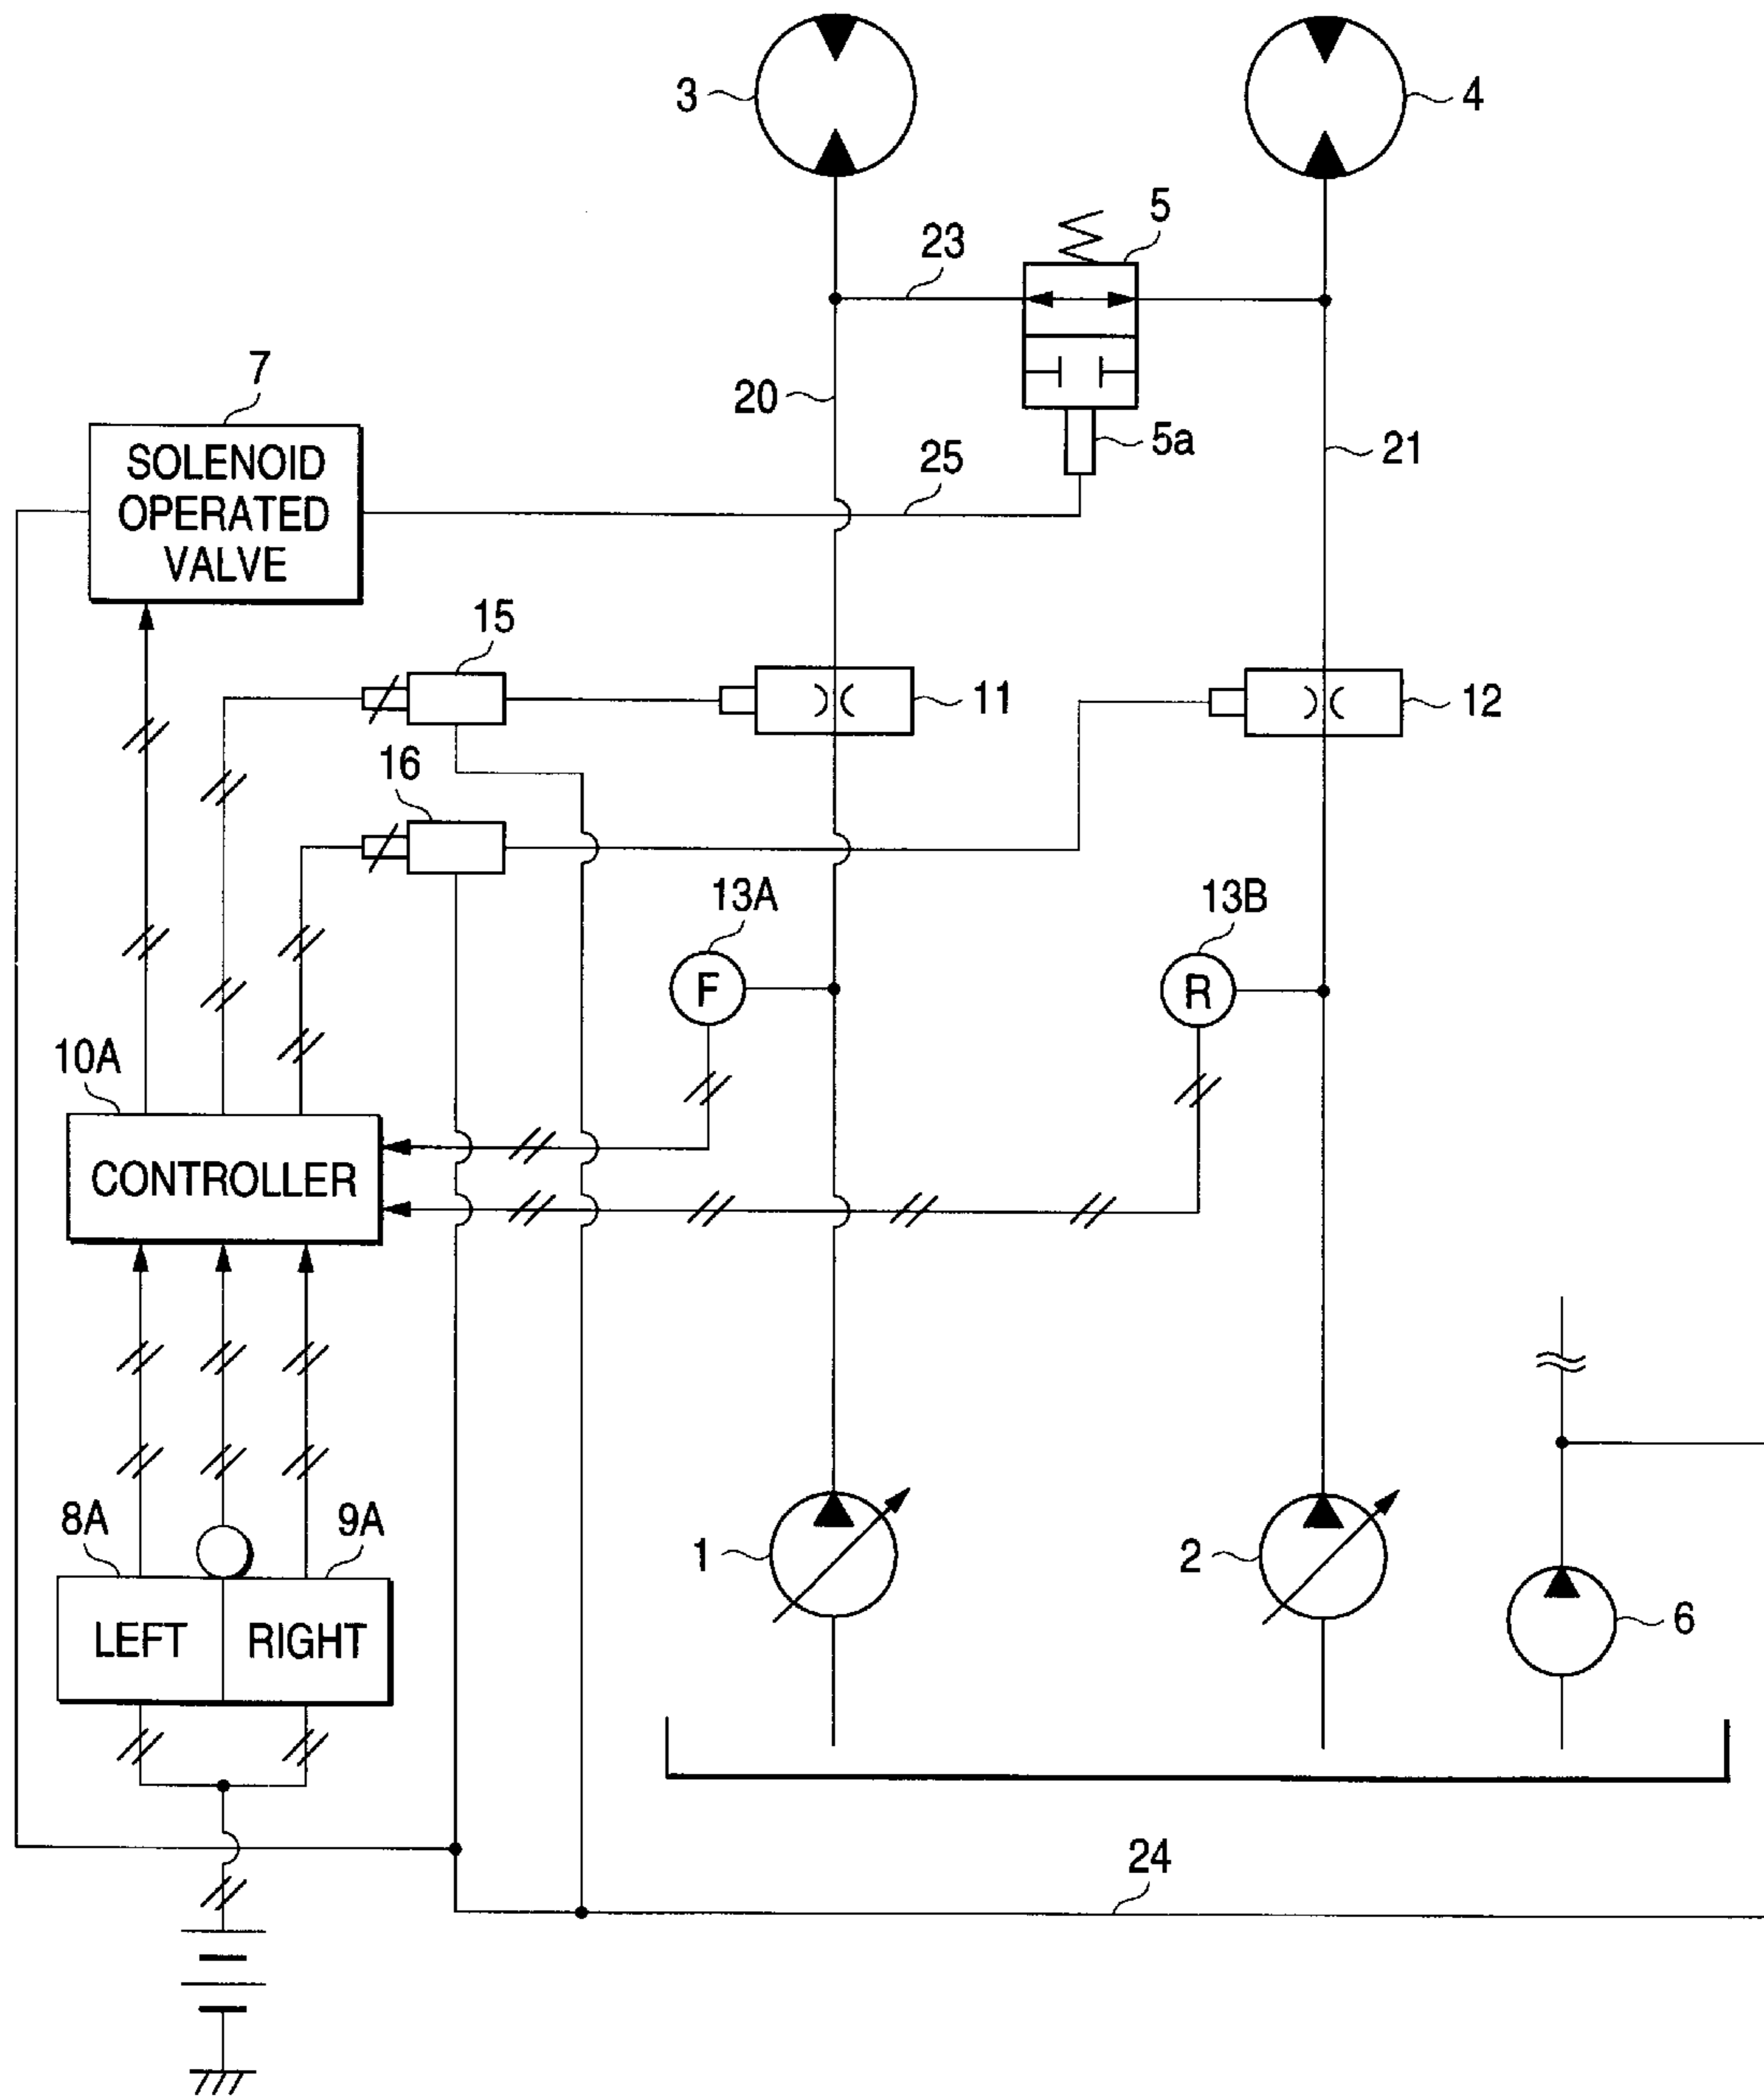 3
4
5
23
7
20
5a
21
25
SOLENOID
OPERATED
VALVE
15
11
12
16
13A
13B
F
R
10A
CONTROLLER
8A
9A
1
2
LEFT
RIGHT
6
24